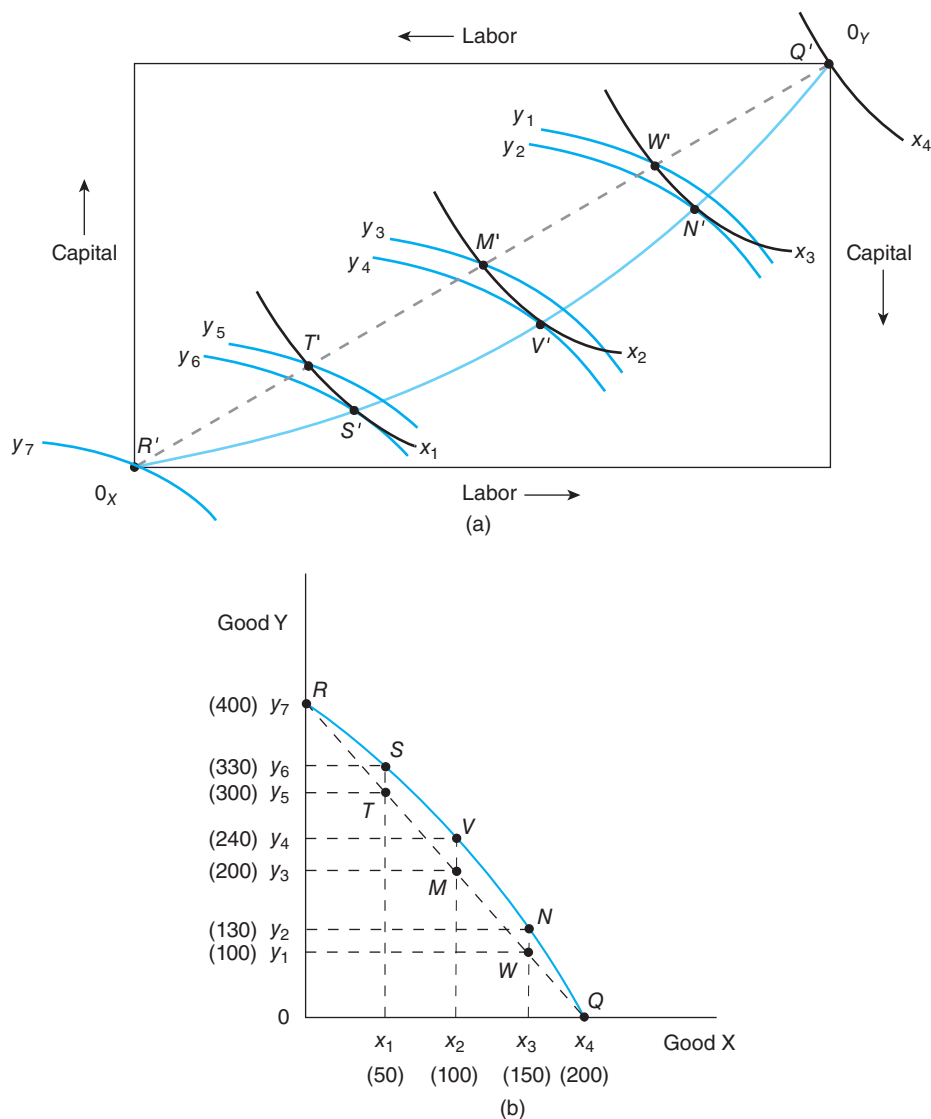 ← Labor
Q'
0Y
x4
y1
y2
W'
N'
x3
Capital
Capital
y3
y4
M'
V'
x2
y5
y6
T'
S'
x1
y7
R'
0X
Labor →
(a)
Good Y
(400) y7
R
(330) y6
S
(300) y5
T
(240) y4
V
(200) y3
M
(130) y2
N
(100) y1
W
Q
0
x1 x2 x3 x4 Good X
(50) (100) (150) (200)
(b)